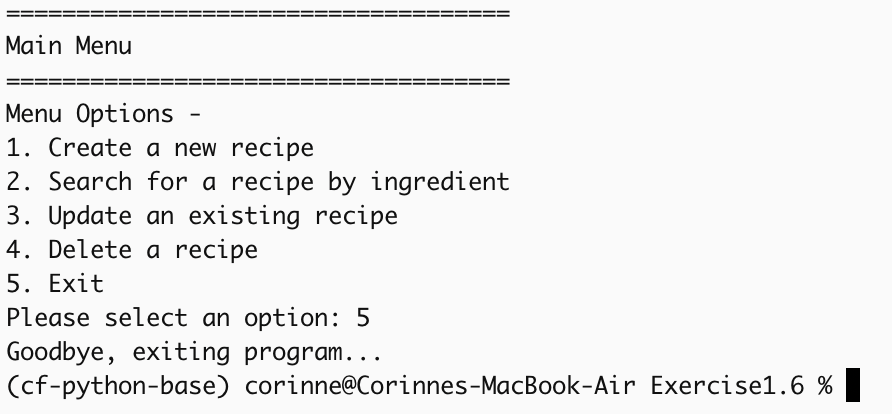 ====================================
Main Menu
====================================
Menu Options -
1. Create a new recipe
2. Search for a recipe by ingredient
3. Update an existing recipe
4. Delete a recipe
5. Exit
Please select an option: 5
Goodbye, exiting program...
(cf-python-base) corinne@Corinnes-MacBook-Air Exercise1.6 %